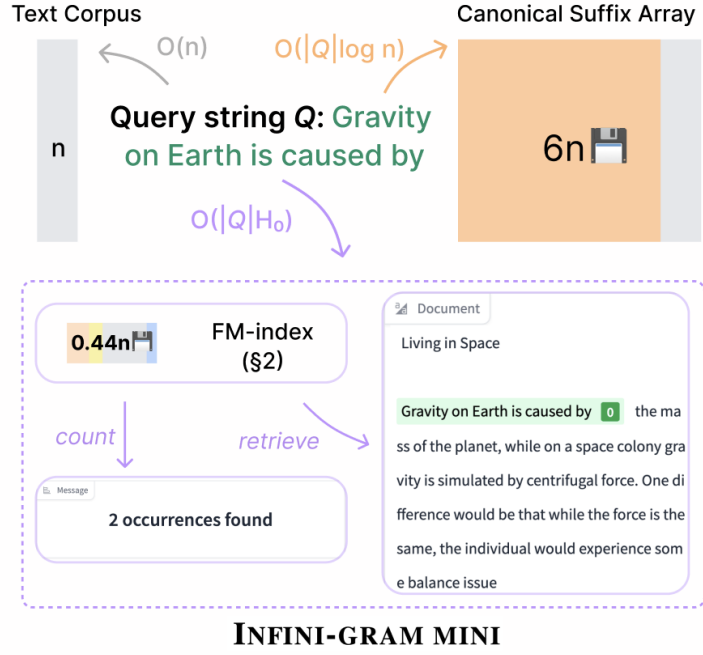 Text Corpus
Canonical Suffix Array
O(n)
O(|Q|log n)
n
Query string Q: Gravity
on Earth is caused by
6n💾
O(|Q|H₀)
0.44n💾
FM-index
(§2)
count
retrieve
Message
2 occurrences found
Document
Living in Space
Gravity on Earth is caused by 0 the ma
ss of the planet, while on a space colony gra
vity is simulated by centrifugal force. One di
fference would be that while the force is the
same, the individual would experience som
e balance issue
INFINI-GRAM MINI